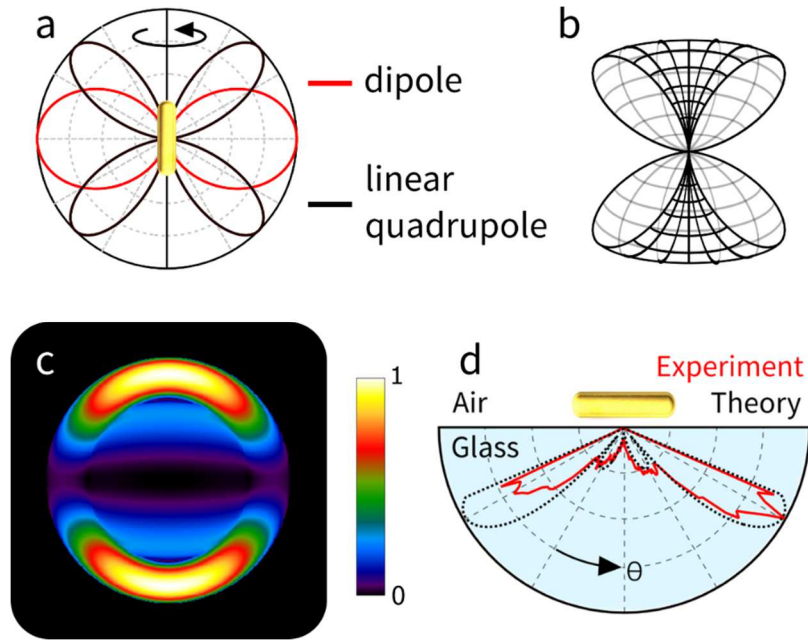 a
dipole
linear
quadrupole
b
c
1
0
d
Experiment
Air
Theory
Glass
θ